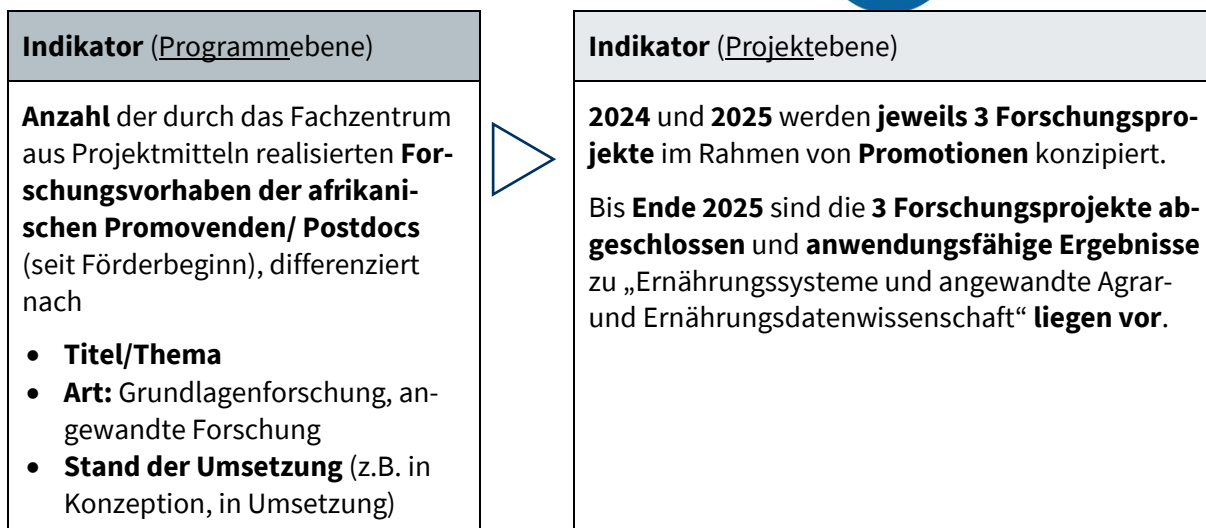 Indikator (Programmebene)
Anzahl der durch das Fachzentrum
aus Projektmitteln realisierten For-
schungsvorhaben der afrikani-
schen Promovenden/ Postdocs
(seit Förderbeginn), differenziert
nach
• Titel/Thema
• Art: Grundlagenforschung, an-
gewandte Forschung
• Stand der Umsetzung (z.B. in
Konzeption, in Umsetzung)
Indikator (Projektebene)
2024 und 2025 werden jeweils 3 Forschungspro-
jekte im Rahmen von Promotionen konzipiert.
Bis Ende 2025 sind die 3 Forschungsprojekte ab-
geschlossen und anwendungsfähige Ergebnisse
zu „Ernährungssysteme und angewandte Agrar-
und Ernährungsdatenwissenschaft“ liegen vor.